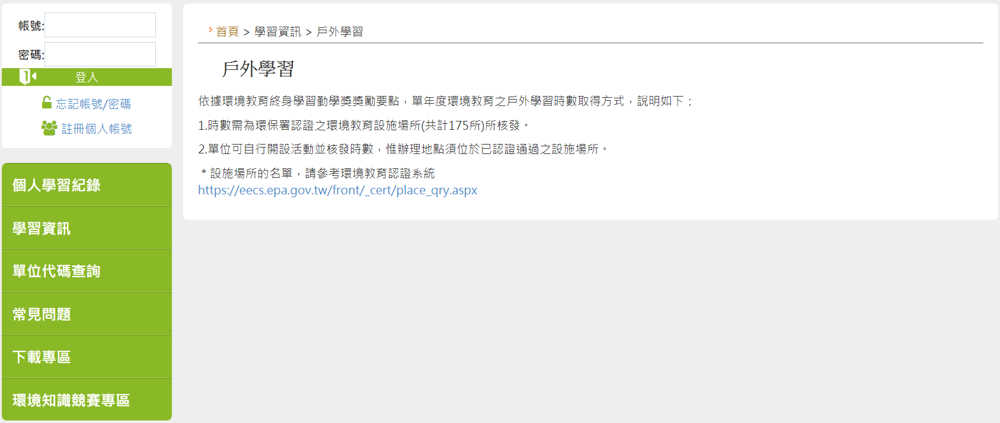 帳號:
密碼:
登入
忘記帳號/密碼
註冊個人帳號
個人學習紀錄
學習資訊
單位代碼查詢
常見問題
下載專區
環境知識競賽專區
首頁 > 學習資訊 > 戶外學習
戶外學習
依據環境教育終身學習勤學獎獎勵要點，單年度環境教育之戶外學習時數取得方式，說明如下：
1.時數需為環保署認證之環境教育設施場所(共計175所)所核發。
2.單位可自行開設活動並核發時數，惟辦理地點須位於已認證通過之設施場所。
* 設施場所的名單，請參考環境教育認證系統
https://eecs.epa.gov.tw/front/_cert/place_qry.aspx